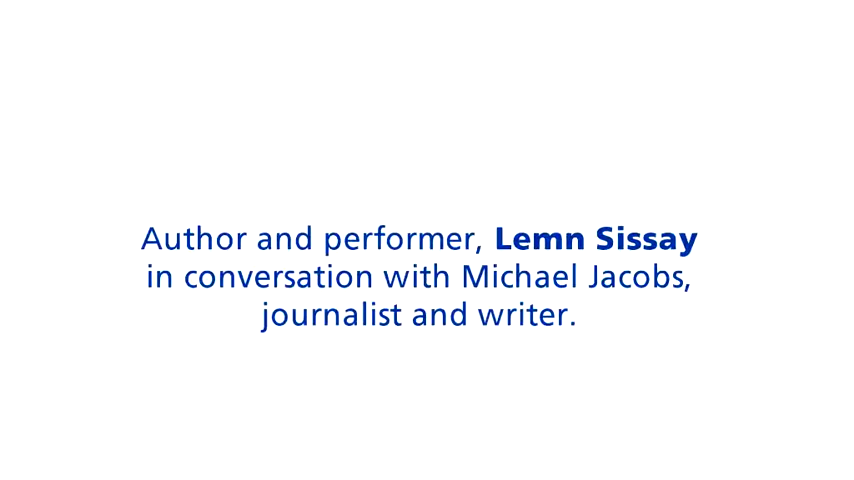 Author and performer, Lemn Sissay
in conversation with Michael Jacobs,
journalist and writer.